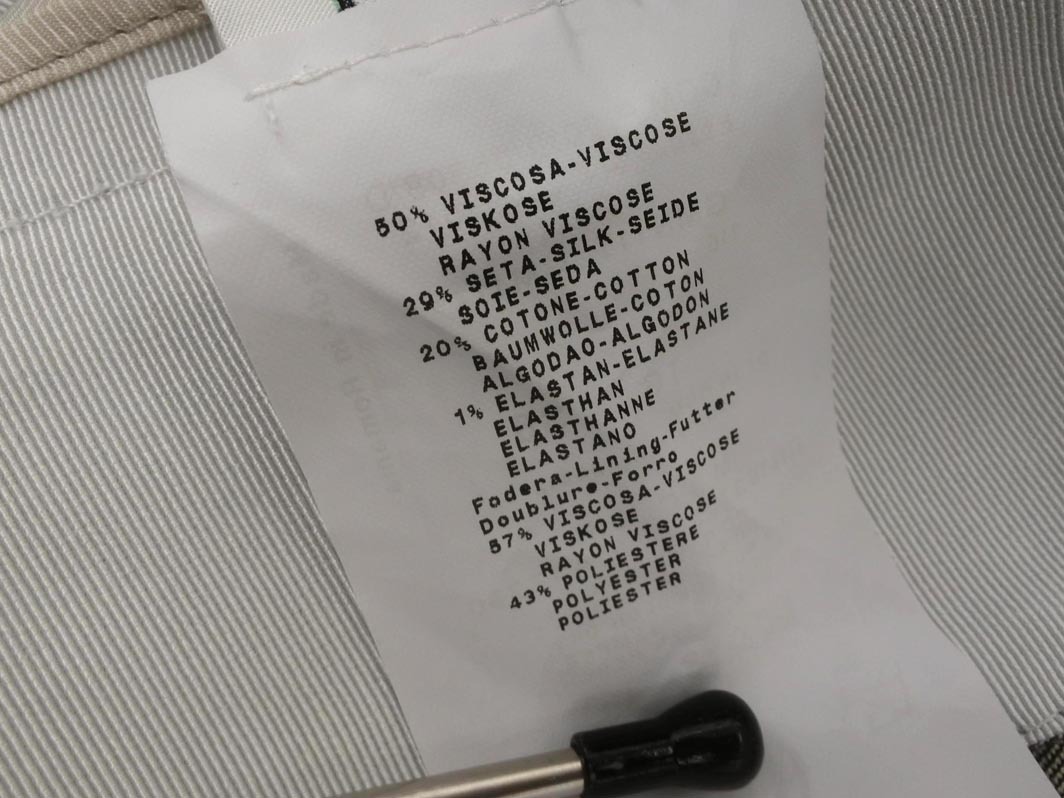 50% VISCOSA-VISCOSE
VISKOSE
RAYON VISCOSE
29% SETA-SILK-SEIDE
SOIE-SEDA
20% COTONE-COTTON
BAUMWOLLE-COTON
ALGODAO-ALGODON
1% ELASTAN-ELASTANE
ELASTHAN
ELASTHANNE
ELASTANO
Fodera-Lining-Futter
Doublure-Forro
57% VISCOSA-VISCOSE
VISKOSE
RAYON VISCOSE
43% POLIESTERE
POLYESTER
POLIESTER